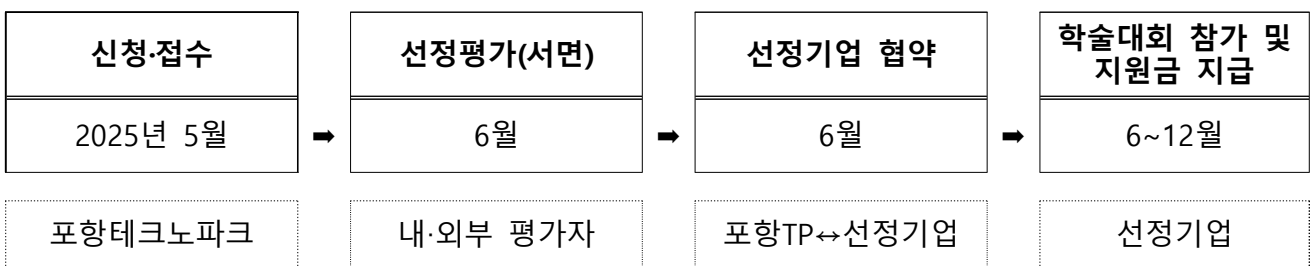 신청·접수
선정평가(서면)
선정기업 협약
학술대회 참가 및
지원금 지급
2025년 5월
➡
6월
➡
6월
➡
6~12월
포항테크노파크
내·외부 평가자
포항TP↔선정기업
선정기업